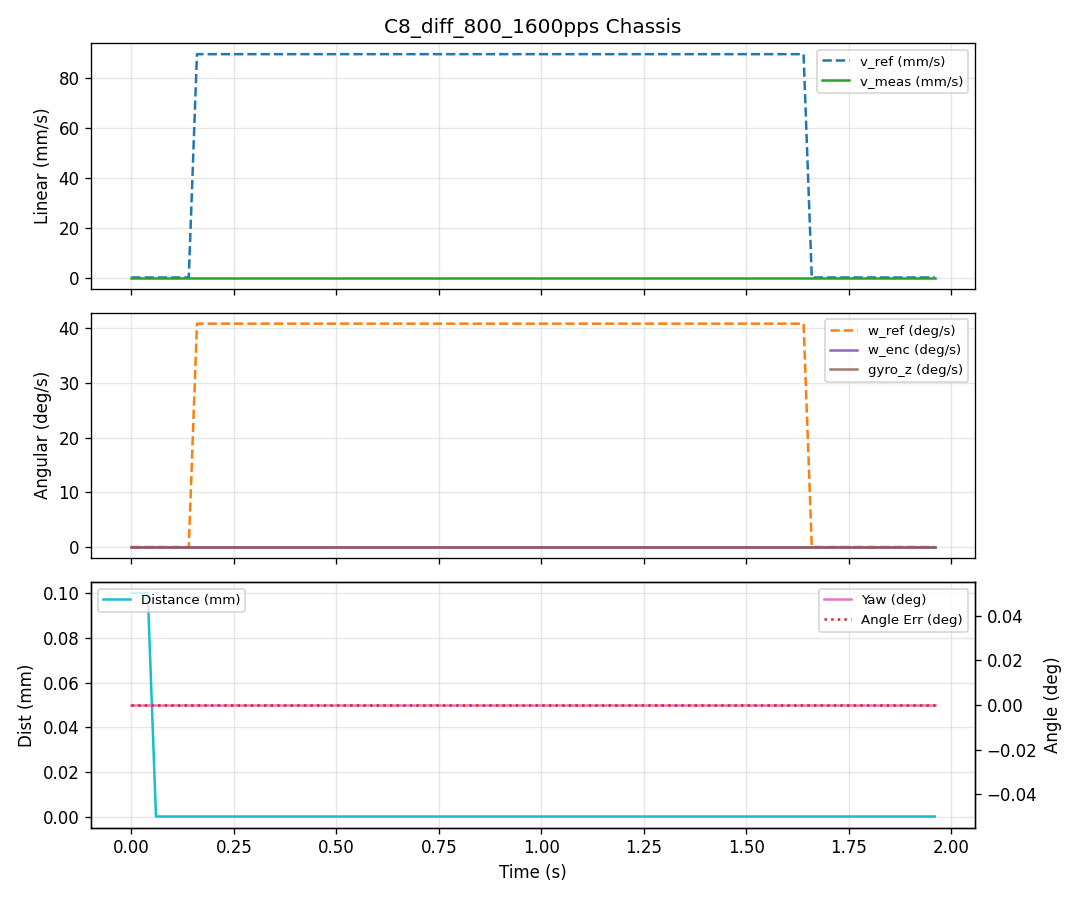 C8_diff_800_1600pps Chassis
Linear (mm/s)
80
60
40
20
0
v_ref (mm/s)
v_meas (mm/s)
Angular (deg/s)
40
30
20
10
0
w_ref (deg/s)
w_enc (deg/s)
gyro_z (deg/s)
Dist (mm)
0.10
0.08
0.06
0.04
0.02
0.00
Distance (mm)
Yaw (deg)
Angle Err (deg)
0.04
0.02
0.00
−0.02
−0.04
Angle (deg)
0.00 0.25 0.50 0.75 1.00 1.25 1.50 1.75 2.00
Time (s)